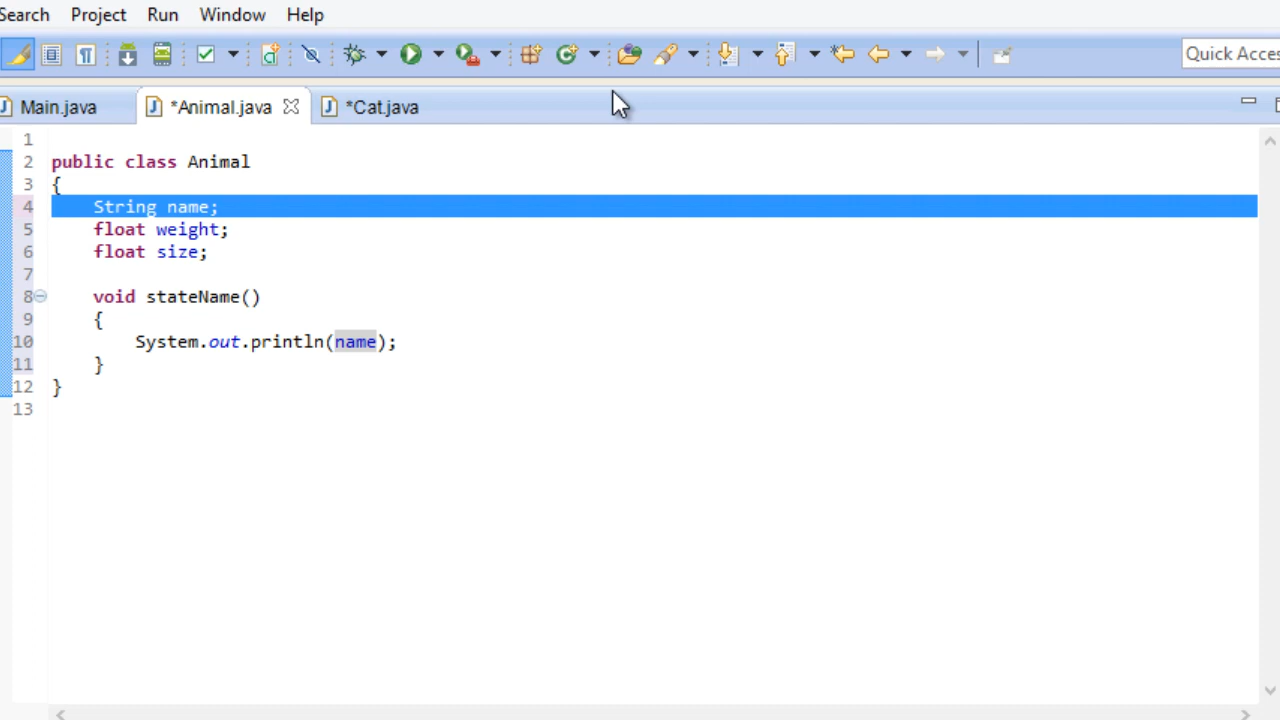 Search Project Run Window Help
Quick Acces
Main.java *Animal.java *Cat.java
1
2 public class Animal
3 {
4 String name;
5 float weight;
6 float size;
7
8 void stateName()
9 {
10 System.out.println(name);
11 }
12 }
13